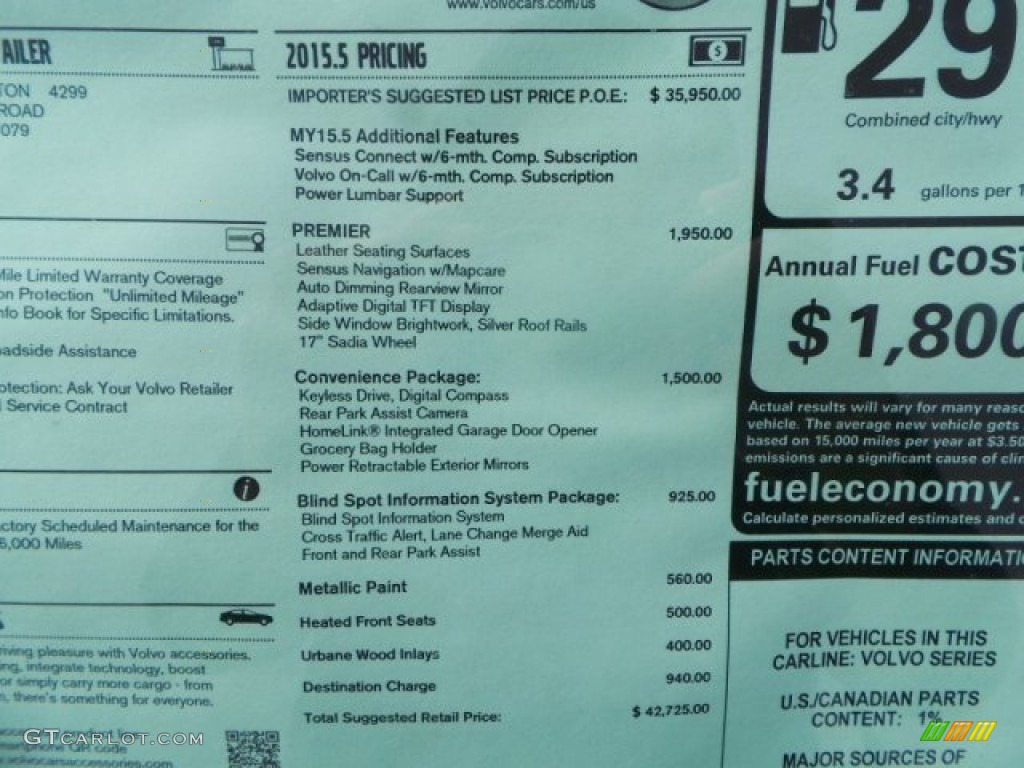 www.volvocars.com/us
AILER
TON 4299
ROAD
079
Mile Limited Warranty Coverage
on Protection "Unlimited Mileage"
nfo Book for Specific Limitations.
adside Assistance
otection: Ask Your Volvo Retailer
Service Contract
ctory Scheduled Maintenance for the
6,000 Miles
riving pleasure with Volvo accessories.
ng, integrate technology, boost
or simply carry more cargo - from
n, there's something for everyone.
smartphone QR code
volvocarsaccessories.com
2015.5 PRICING
IMPORTER'S SUGGESTED LIST PRICE P.O.E.: $ 35,950.00
MY15.5 Additional Features
Sensus Connect w/6-mth. Comp. Subscription
Volvo On-Call w/6-mth. Comp. Subscription
Power Lumbar Support
PREMIER 1,950.00
Leather Seating Surfaces
Sensus Navigation w/Mapcare
Auto Dimming Rearview Mirror
Adaptive Digital TFT Display
Side Window Brightwork, Silver Roof Rails
17" Sadia Wheel
Convenience Package: 1,500.00
Keyless Drive, Digital Compass
Rear Park Assist Camera
HomeLink® Integrated Garage Door Opener
Grocery Bag Holder
Power Retractable Exterior Mirrors
Blind Spot Information System Package: 925.00
Blind Spot Information System
Cross Traffic Alert, Lane Change Merge Aid
Front and Rear Park Assist
Metallic Paint 560.00
Heated Front Seats 500.00
Urbane Wood Inlays 400.00
Destination Charge 940.00
Total Suggested Retail Price: $ 42,725.00
29
Combined city/hwy
3.4 gallons per 1
Annual Fuel COST
$1,800
Actual results will vary for many reaso
vehicle. The average new vehicle gets
based on 15,000 miles per year at $3.50
emissions are a significant cause of clim
fueleconomy.
Calculate personalized estimates and c
PARTS CONTENT INFORMATIO
FOR VEHICLES IN THIS
CARLINE: VOLVO SERIES
U.S./CANADIAN PARTS
CONTENT: 1%
MAJOR SOURCES OF
GTCarLot.com